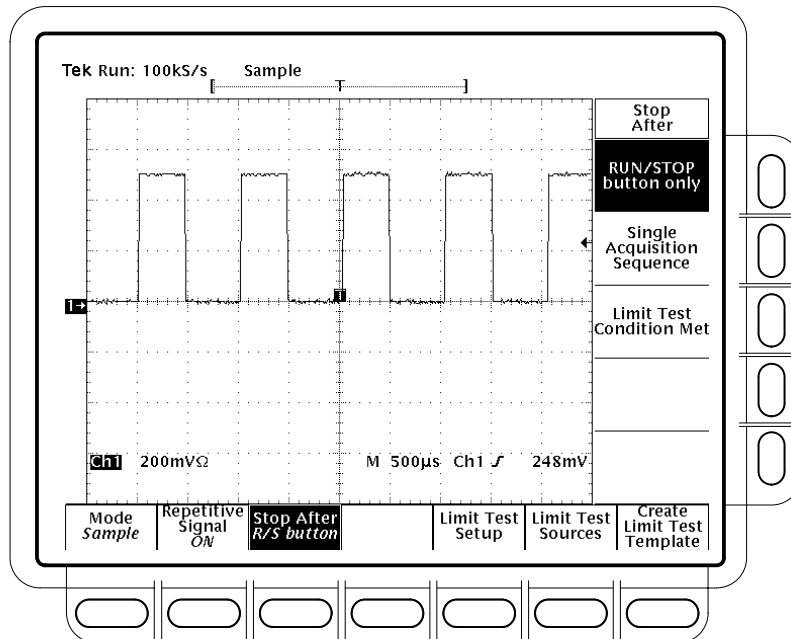 Tek Run: 100kS/s Sample
[ T ]
Stop
After
RUN/STOP
button only
Single
Acquisition
Sequence
Limit Test
Condition Met
T
1→
Ch1 200mVΩ M 500µs Ch1 248mV
Mode
Sample
Repetitive
Signal
ON
Stop After
R/S button
Limit Test
Setup
Limit Test
Sources
Create
Limit Test
Template